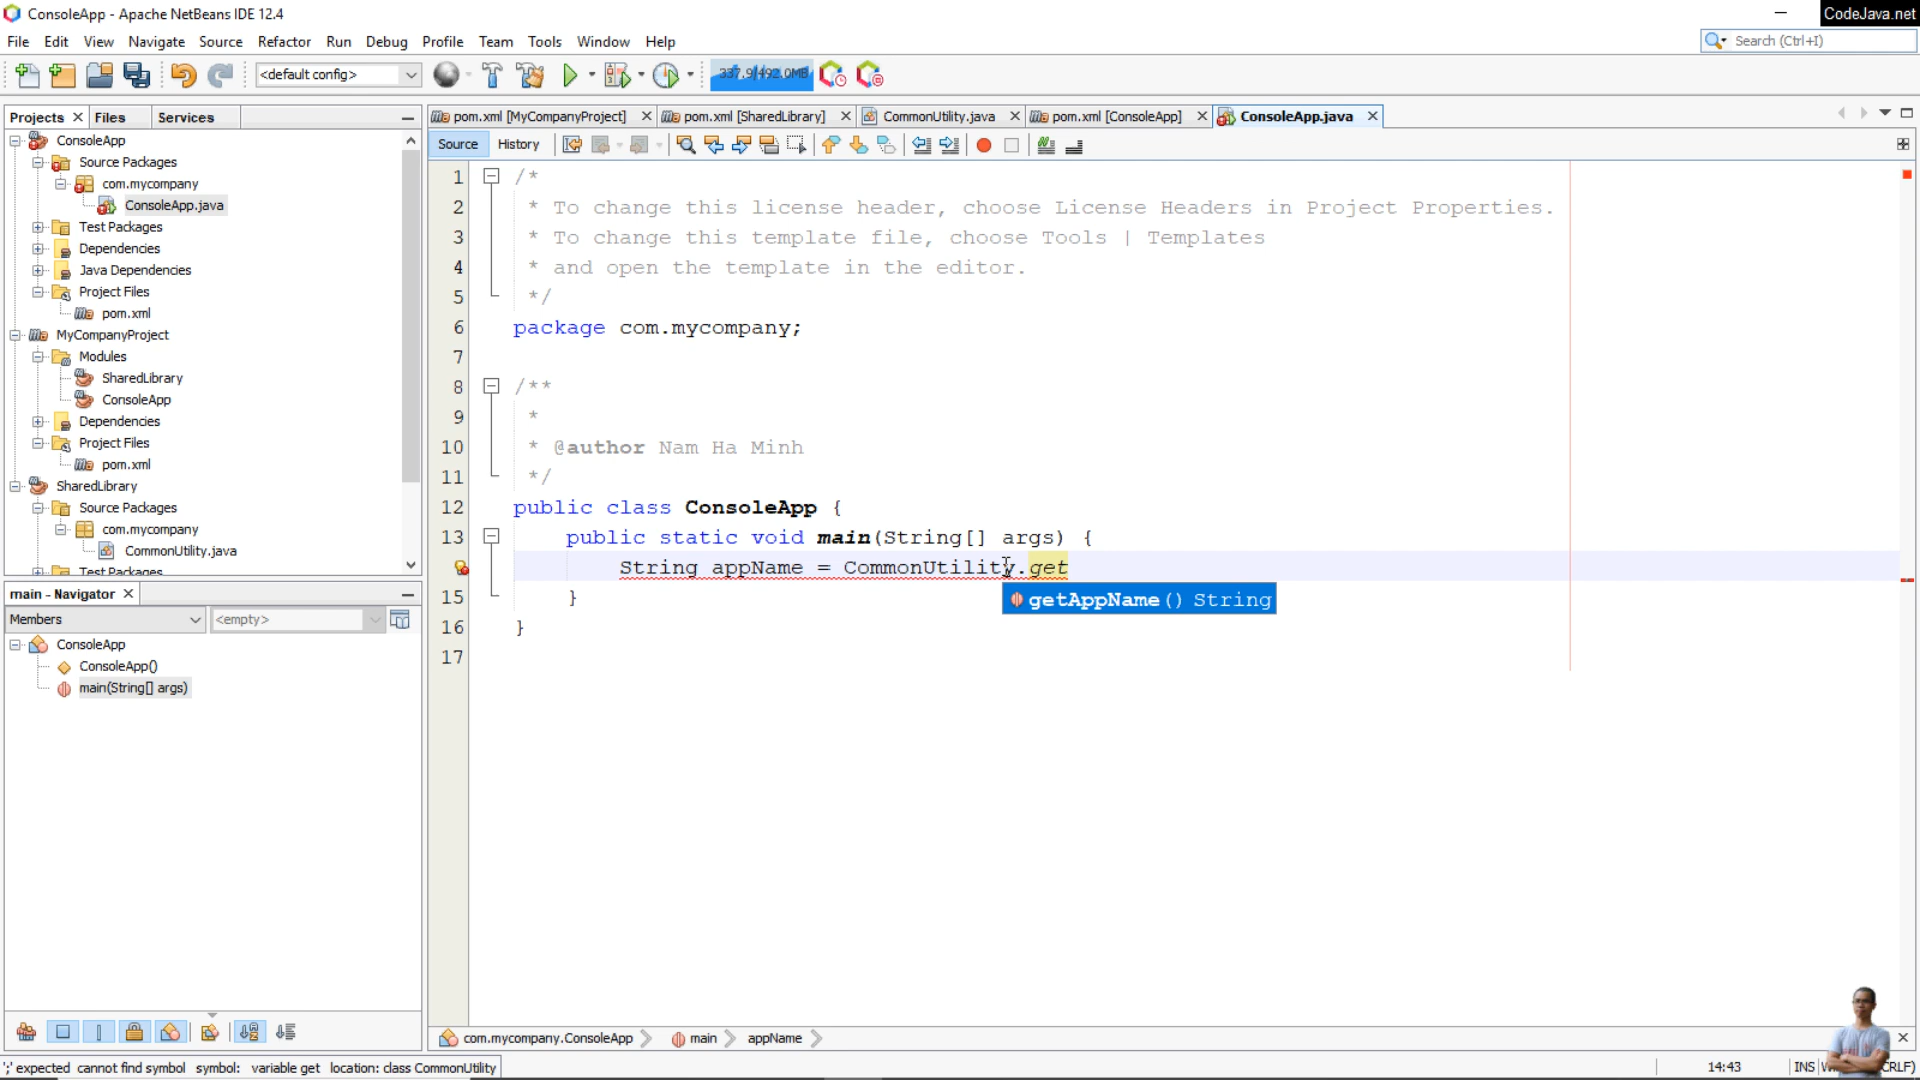 ConsoleApp - Apache NetBeans IDE 12.4
CodeJava.net
File Edit View Navigate Source Refactor Run Debug Profile Team Tools Window Help
Search (Ctrl+I)
<default config>
337.9/492.0MB
Projects Files Services
pom.xml [MyCompanyProject] pom.xml [SharedLibrary] CommonUtility.java pom.xml [ConsoleApp] ConsoleApp.java
Source History
ConsoleApp
Source Packages
com.mycompany
ConsoleApp.java
Test Packages
Dependencies
Java Dependencies
Project Files
pom.xml
MyCompanyProject
Modules
SharedLibrary
ConsoleApp
Dependencies
Project Files
pom.xml
SharedLibrary
Source Packages
com.mycompany
CommonUtility.java
Test Packages
1 /*
2 * To change this license header, choose License Headers in Project Properties.
3 * To change this template file, choose Tools | Templates
4 * and open the template in the editor.
5 */
6 package com.mycompany;
7
8 /**
9 *
10 * @author Nam Ha Minh
11 */
12 public class ConsoleApp {
13 public static void main(String[] args) {
String appName = CommonUtility.get
15 }
getAppName() String
16 }
17
main - Navigator
Members <empty>
ConsoleApp
ConsoleApp()
main(String[] args)
com.mycompany.ConsoleApp main appName
';' expected cannot find symbol symbol: variable get location: class CommonUtility
14:43 INS
CRLF)